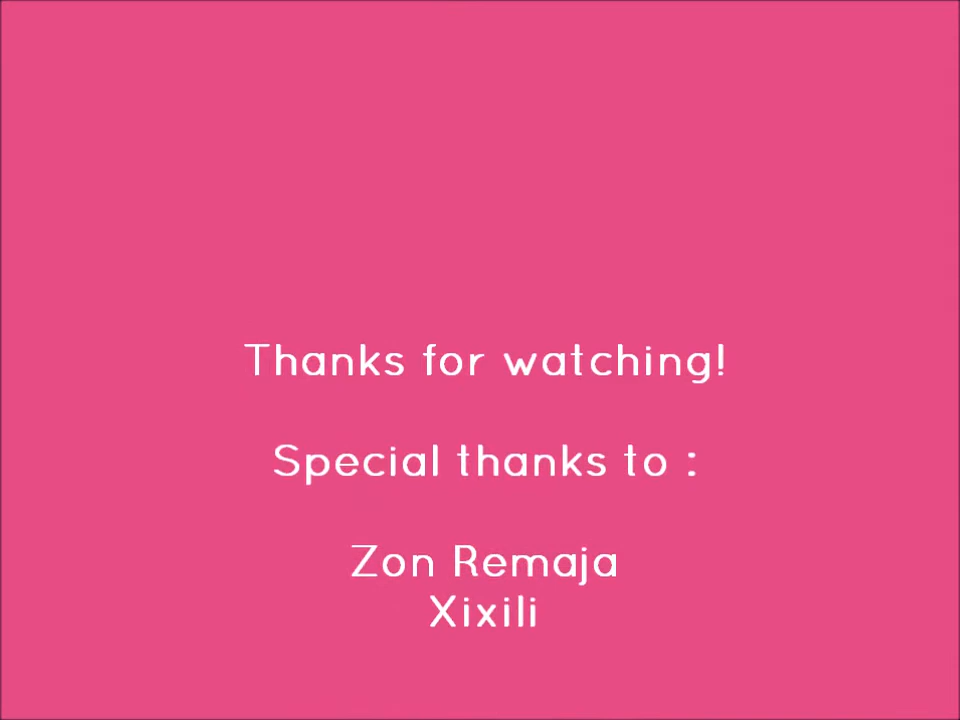 Thanks for watching!
Special thanks to :
Zon Remaja
Xixili